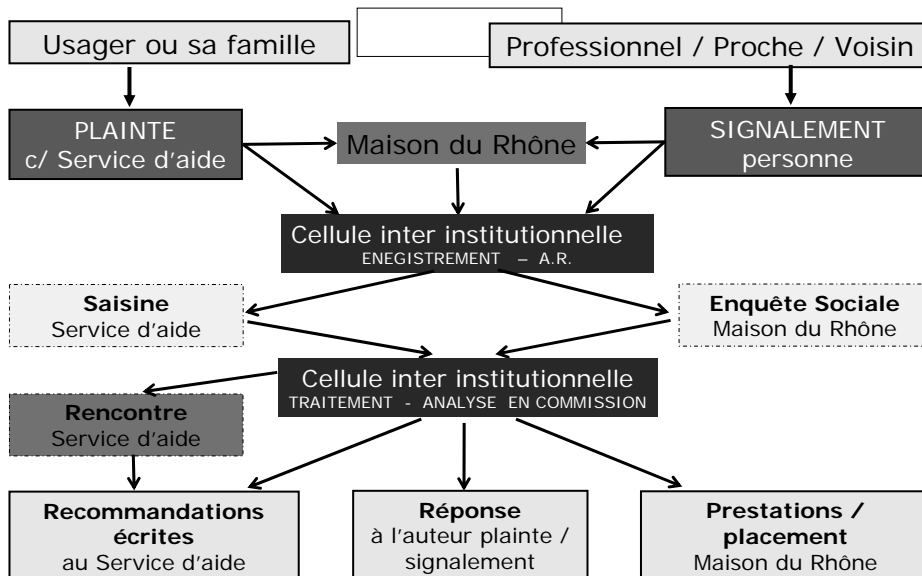 Usager ou sa famille
Professionnel / Proche / Voisin
PLAINTE
c/ Service d'aide
Maison du Rhône
SIGNALEMENT
personne
Cellule inter institutionnelle
ENEGISTREMENT – A.R.
Saisine
Service d'aide
Enquête Sociale
Maison du Rhône
Cellule inter institutionnelle
TRAITEMENT - ANALYSE EN COMMISSION
Rencontre
Service d'aide
Recommandations
écrites
au Service d'aide
Réponse
à l'auteur plainte /
signalement
Prestations /
placement
Maison du Rhône